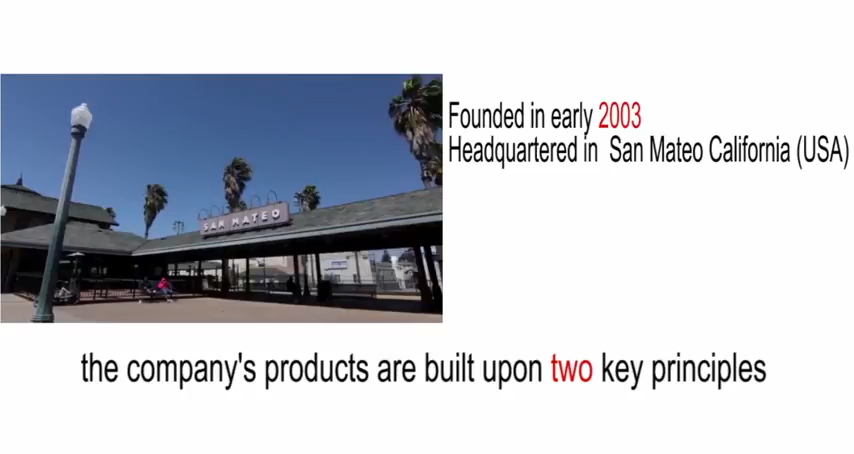 SAN MATEO
Founded in early 2003
Headquartered in  San Mateo California (USA)
the company's products are built upon two key principles